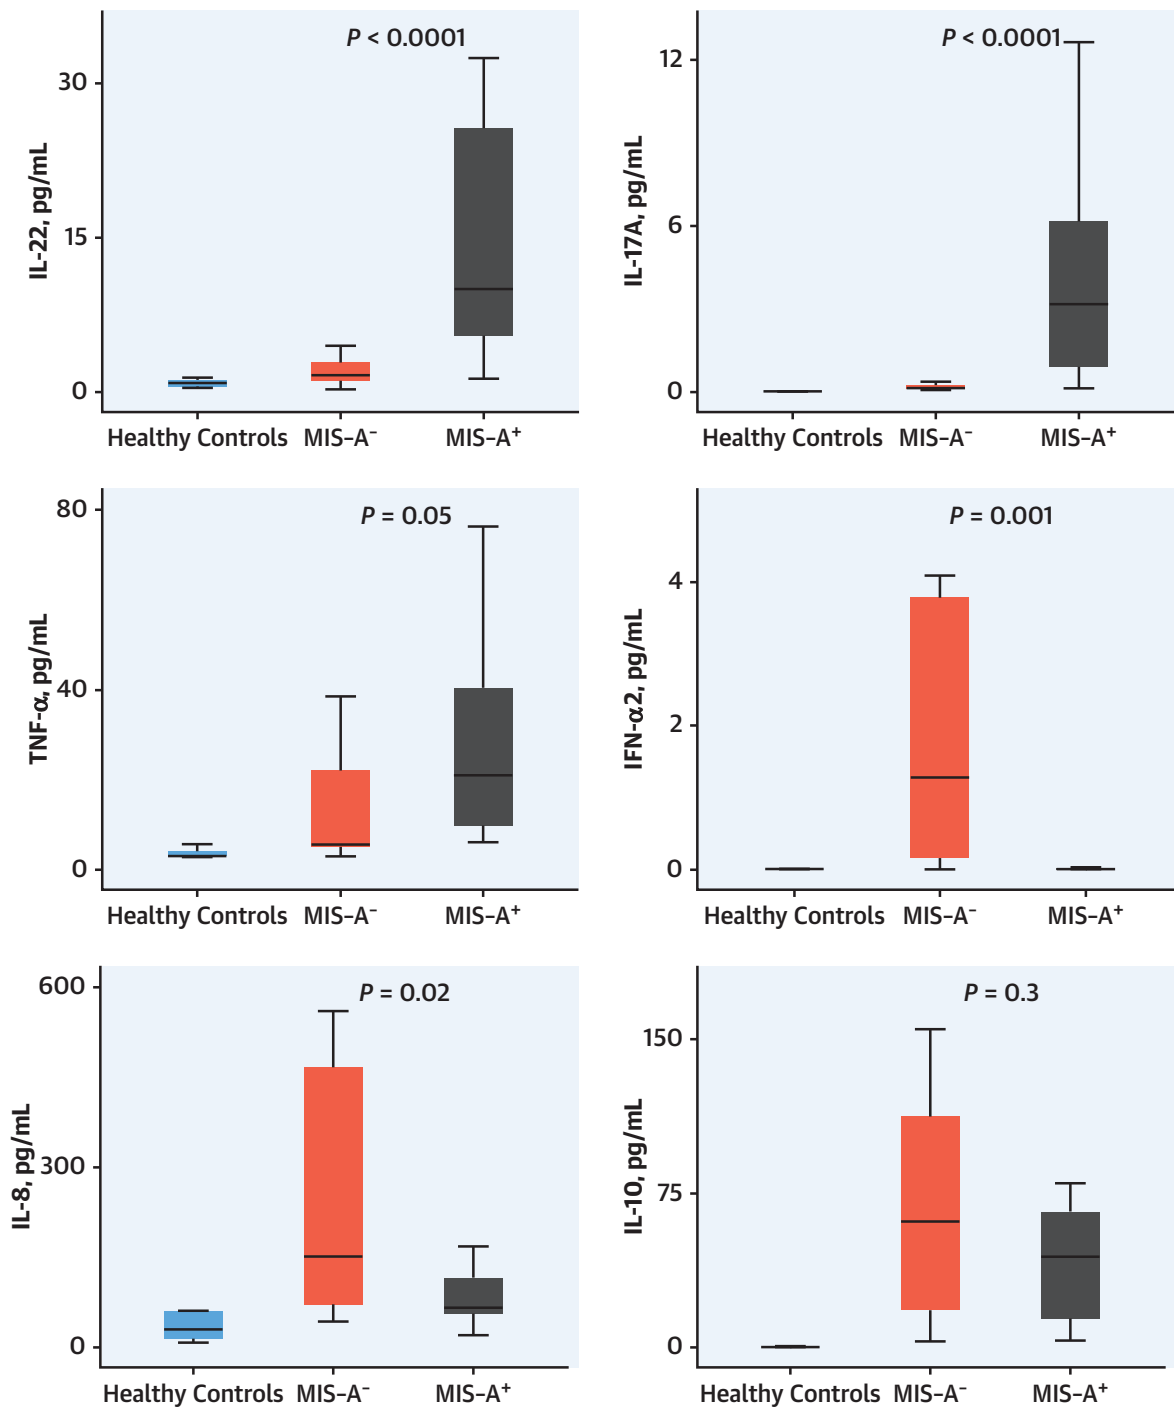 P < 0.0001
30
15
0
IL-22, pg/mL
Healthy Controls MIS-A⁻ MIS-A⁺
P < 0.0001
12
6
0
IL-17A, pg/mL
Healthy Controls MIS-A⁻ MIS-A⁺
P = 0.05
80
40
0
TNF-α, pg/mL
Healthy Controls MIS-A⁻ MIS-A⁺
P = 0.001
4
2
0
IFN-α2, pg/mL
Healthy Controls MIS-A⁻ MIS-A⁺
P = 0.02
600
300
0
IL-8, pg/mL
Healthy Controls MIS-A⁻ MIS-A⁺
P = 0.3
150
75
0
IL-10, pg/mL
Healthy Controls MIS-A⁻ MIS-A⁺